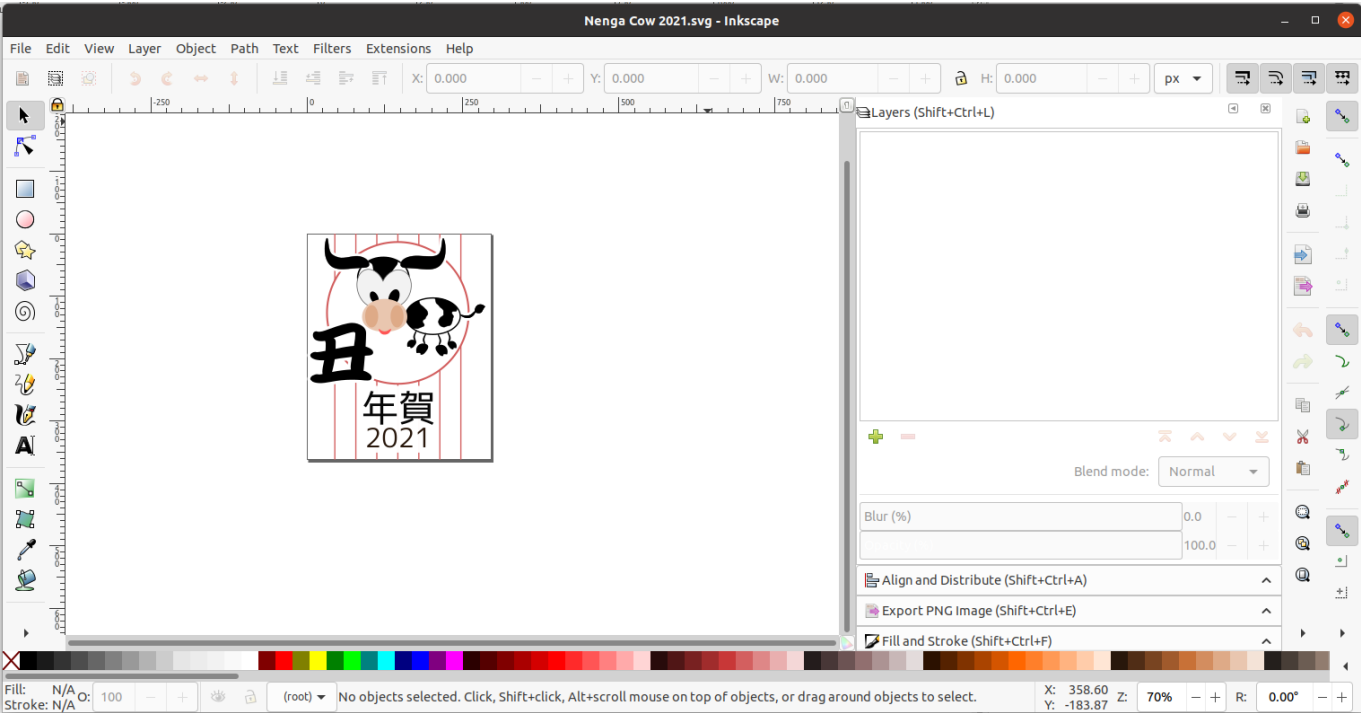 Nenga Cow 2021.svg - Inkscape
File Edit View Layer Object Path Text Filters Extensions Help
X: 0.000 Y: 0.000 W: 0.000 H: 0.000 px
-250 0 250 500 750
Layers (Shift+Ctrl+L)
丑
年賀
2021
Blend mode: Normal
Blur (%) 0.0
100.0
Align and Distribute (Shift+Ctrl+A)
Export PNG Image (Shift+Ctrl+E)
Fill and Stroke (Shift+Ctrl+F)
Fill: N/A
Stroke: N/A
O: 100
(root)
No objects selected. Click, Shift+click, Alt+scroll mouse on top of objects, or drag around objects to select.
X: 358.60
Y: -183.87
Z: 70%
R: 0.00°